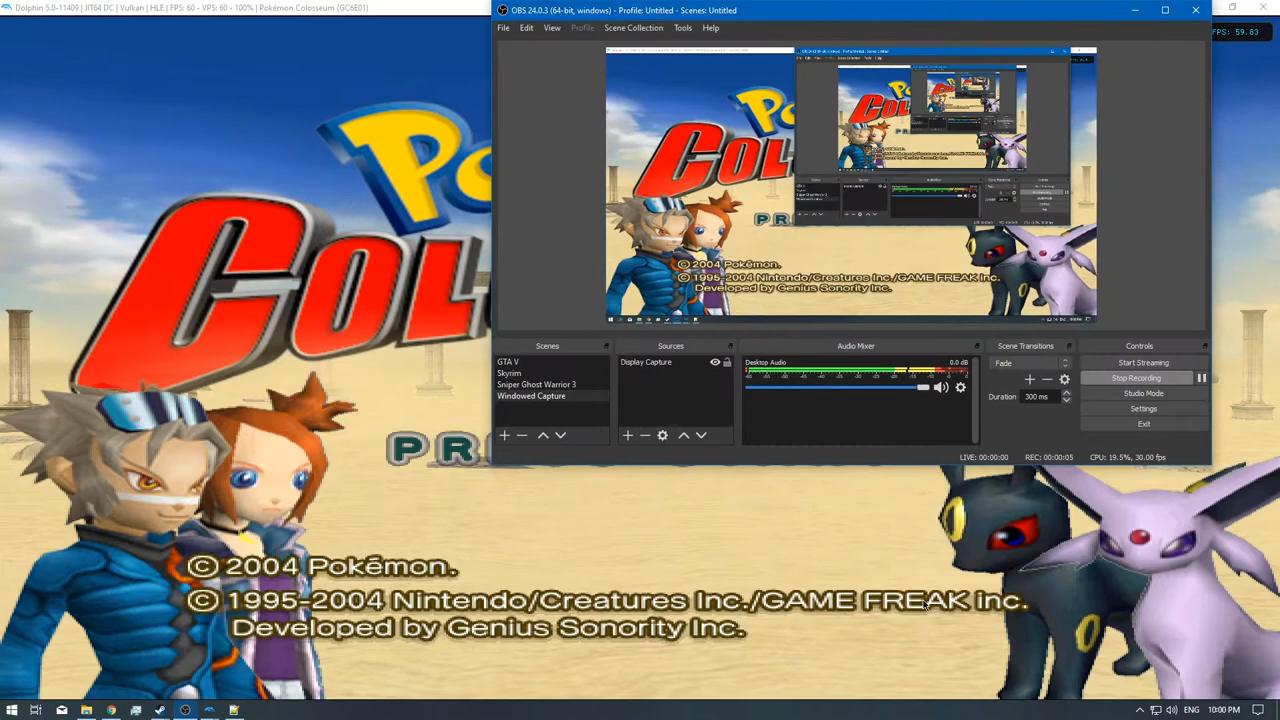 Dolphin 5.0-11409 | JIT64 DC | Vulkan | HLE | FPS: 60 - VPS: 60 - 100% | Pokémon Colosseum (GC6E01)
OBS 24.0.3 (64-bit, windows) - Profile: Untitled - Scenes: Untitled
File Edit View Profile Scene Collection Tools Help
FPS: 59.83
© 2004 Pokémon.
© 1995-2004 Nintendo/Creatures Inc./GAME FREAK inc.
Developed by Genius Sonority Inc.
Scenes
GTA V
Skyrim
Sniper Ghost Warrior 3
Windowed Capture
Sources
Display Capture
Audio Mixer
Desktop Audio 0.0 dB
Scene Transitions
Fade
Duration 300 ms
Controls
Start Streaming
Stop Recording
Studio Mode
Settings
Exit
LIVE: 00:00:00 REC: 00:00:05 CPU: 19.5%, 30.00 fps
© 2004 Pokémon.
© 1995-2004 Nintendo/Creatures Inc./GAME FREAK inc.
Developed by Genius Sonority Inc.
ENG 10:00 PM